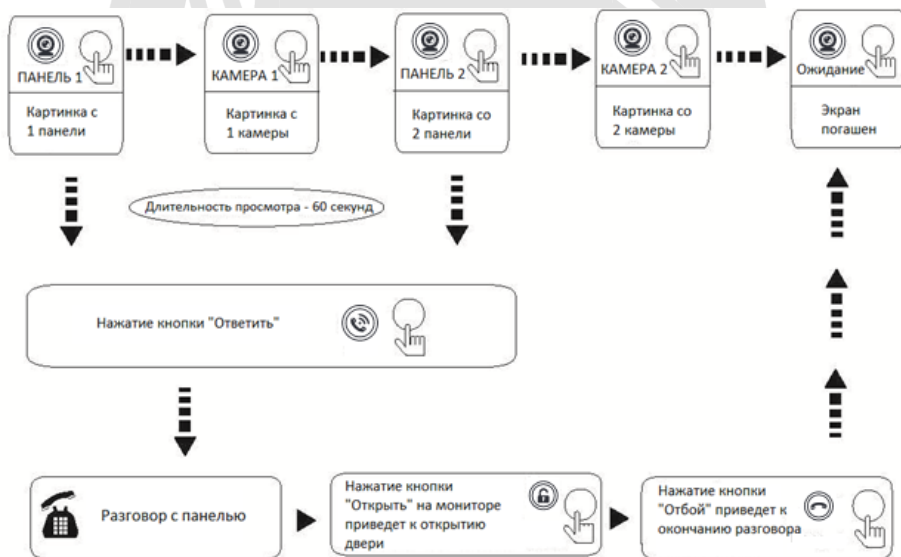 ПАНЕЛЬ 1
Картинка с
1 панели
КАМЕРА 1
Картинка с
1 камеры
ПАНЕЛЬ 2
Картинка со
2 панели
КАМЕРА 2
Картинка со
2 камеры
Ожидание
Экран
погашен
Длительность просмотра - 60 секунд
Нажатие кнопки "Ответить"
Разговор с панелью
Нажатие кнопки
"Открыть" на мониторе
приведет к открытию
двери
Нажатие кнопки
"Отбой" приведет к
окончанию разговора